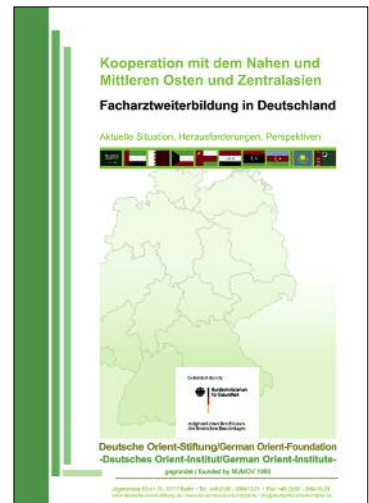 Kooperation mit dem Nahen und
Mittleren Osten und Zentralasien
Facharztweiterbildung in Deutschland
Aktuelle Situation, Herausforderungen, Perspektiven
Bundesministerium
für Gesundheit
aufgrund eines Beschlusses
des Deutschen Bundestages
Deutsche Orient-Stiftung/German Orient-Foundation
-Deutsches Orient-Institut/German Orient-Institute-
gegründet / founded by NUMOV 1960